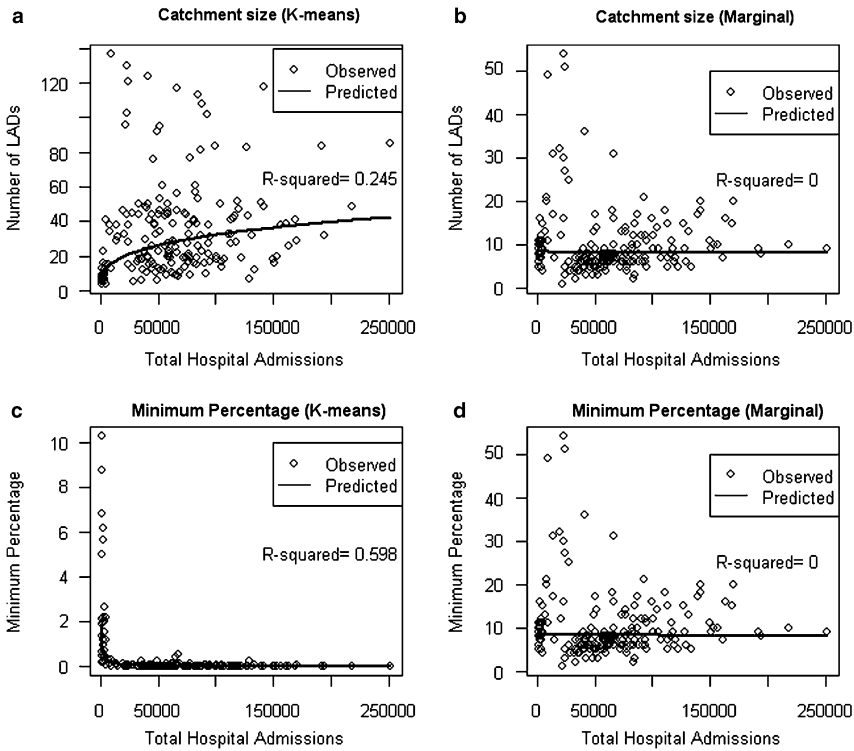 a
Catchment size (K-means)
Number of LADs
120
80
60
40
20
0
Observed
Predicted
R-squared= 0.245
0
50000
150000
250000
Total Hospital Admissions
b
Catchment size (Marginal)
Number of LADs
50
40
30
20
10
0
Observed
Predicted
R-squared= 0
0
50000
150000
250000
Total Hospital Admissions
c
Minimum Percentage (K-means)
Minimum Percentage
10
8
6
4
2
0
Observed
Predicted
R-squared= 0.598
0
50000
150000
250000
Total Hospital Admissions
d
Minimum Percentage (Marginal)
Minimum Percentage
50
40
30
20
10
0
Observed
Predicted
R-squared= 0
0
50000
150000
250000
Total Hospital Admissions